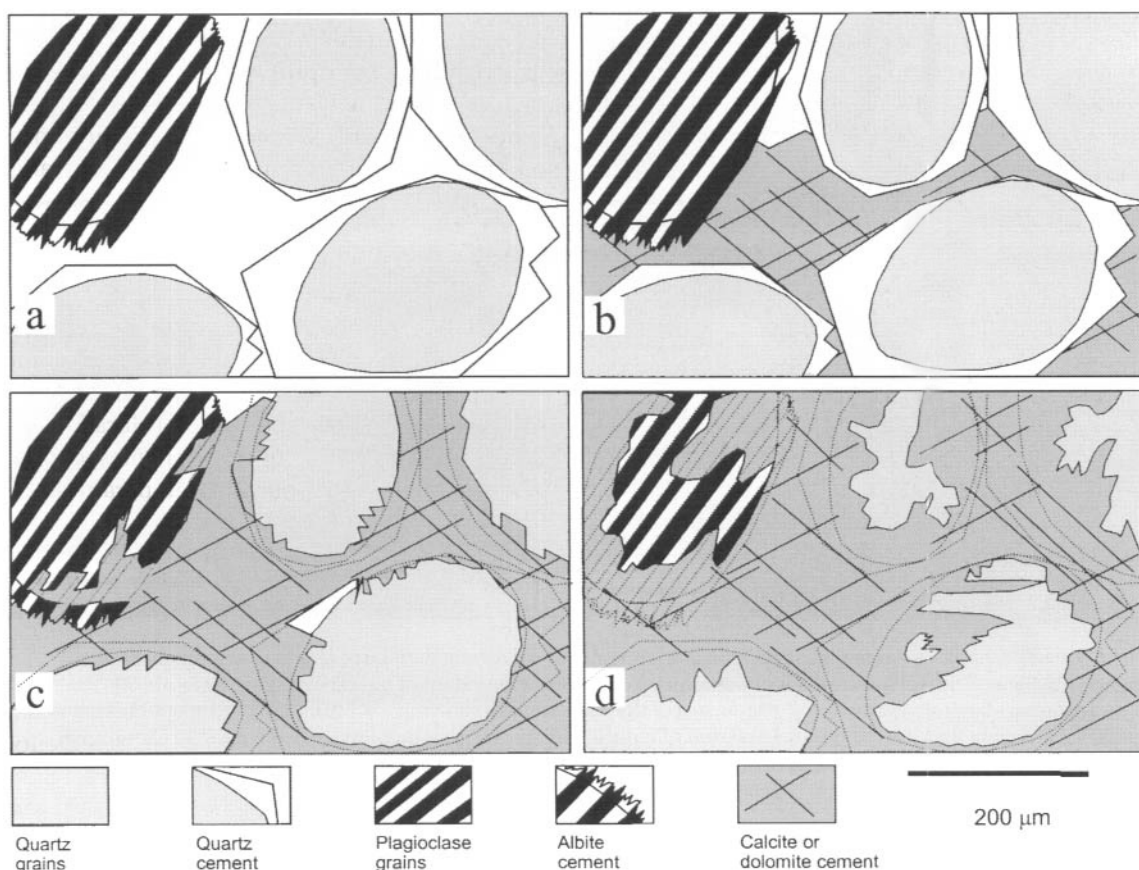 a
b
c
d
200 μm
Quartz
grains
Quartz
cement
Plagioclase
grains
Albite
cement
Calcite or
dolomite cement